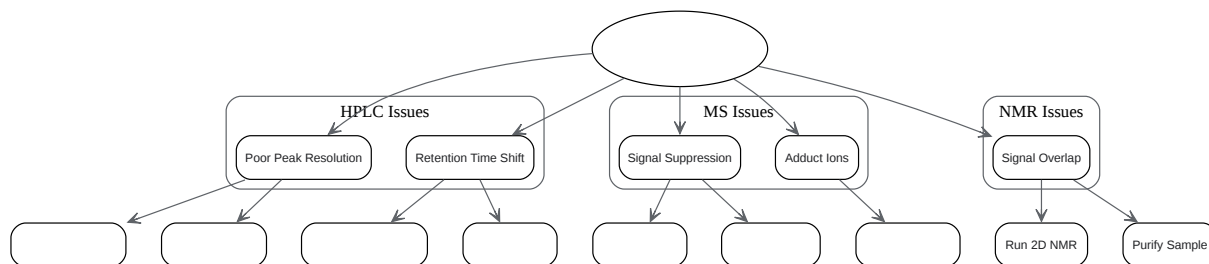 HPLC Issues
MS Issues
NMR Issues
Poor Peak Resolution
Retention Time Shift
Signal Suppression
Adduct Ions
Signal Overlap
Run 2D NMR
Purify Sample